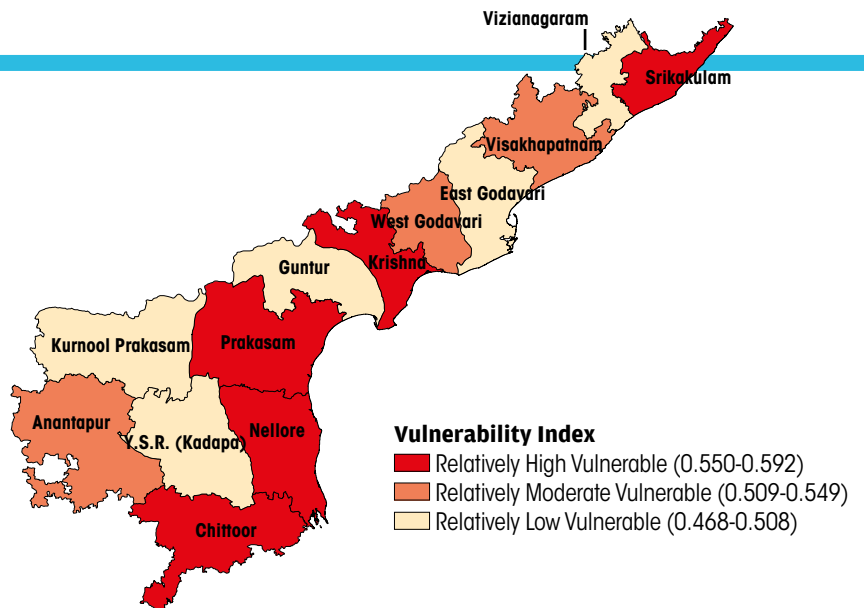 Vizianagaram
Srikakulam
Visakhapatnam
East Godavari
West Godavari
Krishna
Guntur
Kurnool Prakasam
Prakasam
Anantapur
Y.S.R. (Kadapa)
Nellore
Chittoor
Vulnerability Index
Relatively High Vulnerable (0.550-0.592)
Relatively Moderate Vulnerable (0.509-0.549)
Relatively Low Vulnerable (0.468-0.508)